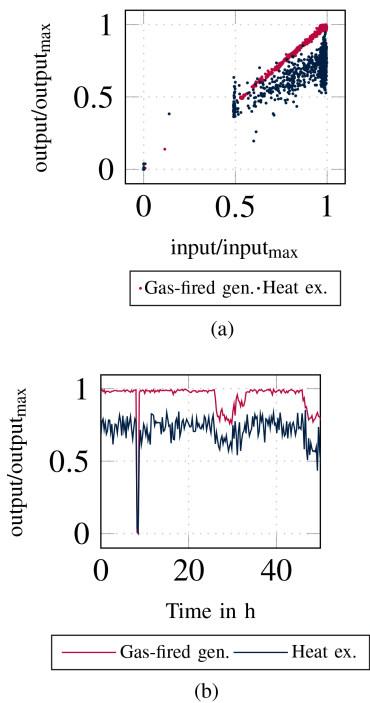 output/output_max
1
0.5
0
0 0.5 1
input/input_max
Gas-fired gen. Heat ex.
(a)
output/output_max
1
0.5
0
0 20 40
Time in h
Gas-fired gen. Heat ex.
(b)